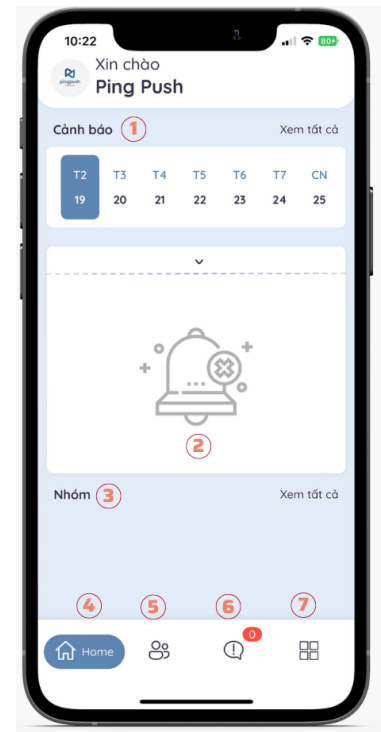 10:22
80+
pingpush
Xin chào
Ping Push
Cảnh báo 1 Xem tất cả
T2 T3 T4 T5 T6 T7 CN
19 20 21 22 23 24 25
2
Nhóm 3 Xem tất cả
4 5 6 7
0
Home